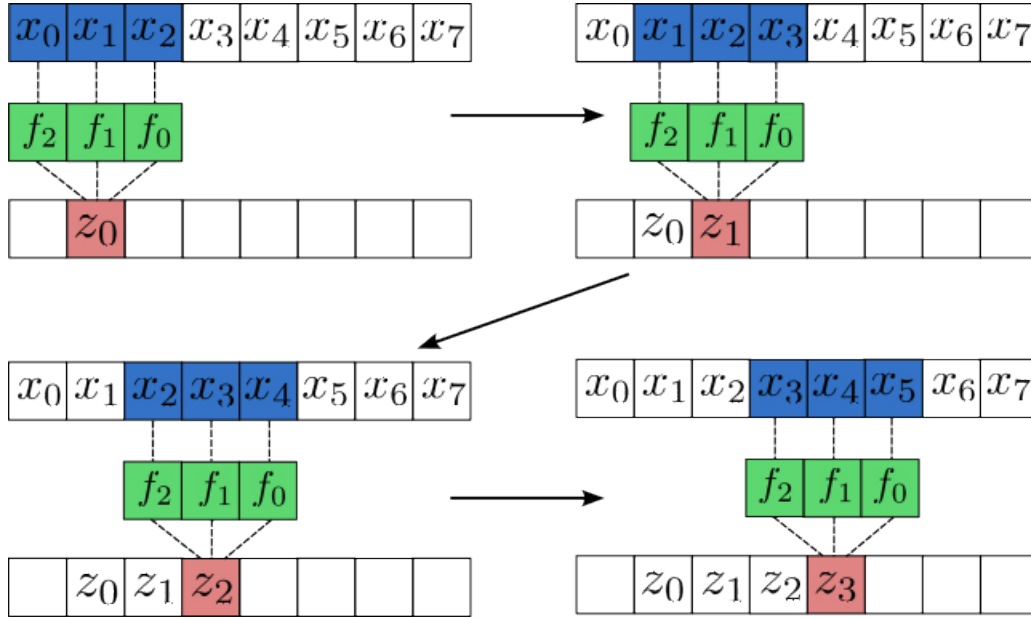 x₀ x₁ x₂ x₃ x₄ x₅ x₆ x₇
f₂ f₁ f₀
z₀
x₀ x₁ x₂ x₃ x₄ x₅ x₆ x₇
f₂ f₁ f₀
z₀ z₁
x₀ x₁ x₂ x₃ x₄ x₅ x₆ x₇
f₂ f₁ f₀
z₀ z₁ z₂
x₀ x₁ x₂ x₃ x₄ x₅ x₆ x₇
f₂ f₁ f₀
z₀ z₁ z₂ z₃